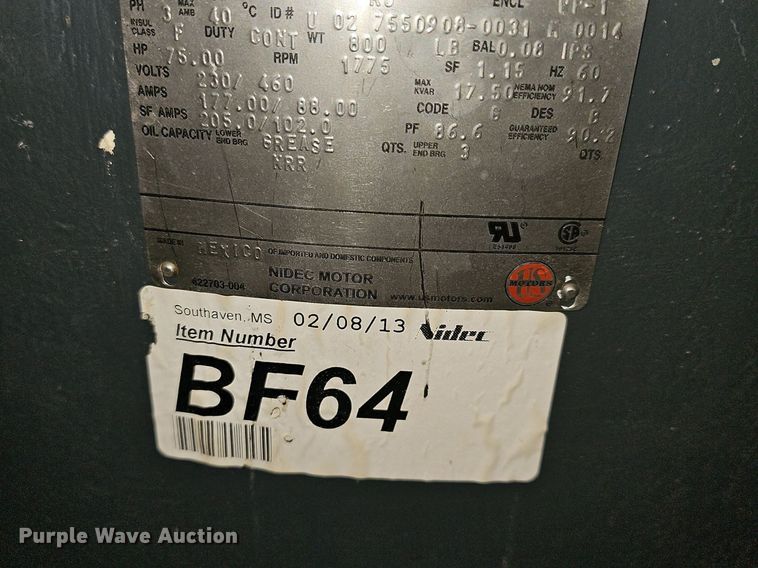 PH 3 MAX AMB 40 °C ID# U 02 7550908-0031 M 0014
INSUL CLASS F DUTY CONT WT 800 LB BAL 0.08 IPS
HP 75.00 RPM 1775 SF 1.15 HZ 60
VOLTS 230/ 460 MAX KVAR 17.50 NEMA NOM EFFICIENCY 91.7
AMPS 177.00/ 88.00 CODE G DES B
SF AMPS 205.0/102.0 PF 86.6 GUARANTEED EFFICIENCY 90.2
OIL CAPACITY LOWER END BRG GREASE QTS. UPPER END BRG 3 QTS
NRR
MADE IN MEXICO OF IMPORTED AND DOMESTIC COMPONENTS
NIDEC MOTOR
622703-004 CORPORATION www.usmotors.com US MOTORS
Southaven, MS 02/08/13 Nidec
Item Number
BF64
Purple Wave Auction®